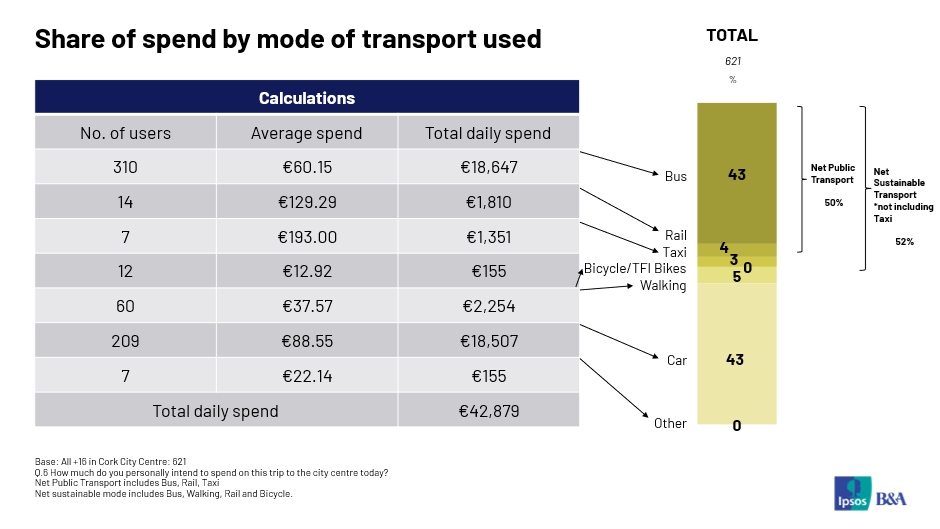 Share of spend by mode of transport used
TOTAL
621
%
Calculations
No. of users Average spend Total daily spend
310 €60.15 €18,647
14 €129.29 €1,810
7 €193.00 €1,351
12 €12.92 €155
60 €37.57 €2,254
209 €88.55 €18,507
7 €22.14 €155
Total daily spend €42,879
Bus
Rail
Taxi
Bicycle/TFI Bikes
Walking
Car
Other
43
4
3
0
5
43
0
Net Public
Transport
50%
Net
Sustainable
Transport
*not including
Taxi
52%
Base: All +16 in Cork City Centre: 621
Q.6 How much do you personally intend to spend on this trip to the city centre today?
Net Public Transport includes Bus, Rail, Taxi
Net sustainable mode includes Bus, Walking, Rail and Bicycle.
Ipsos B&A